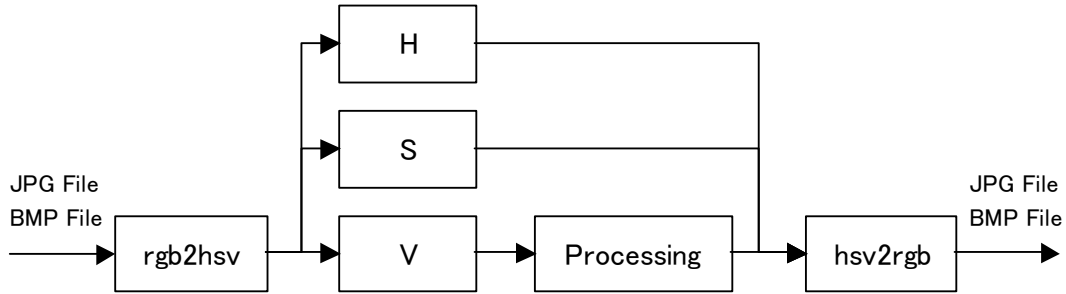 H
S
JPG File
BMP File
rgb2hsv
V
Processing
hsv2rgb
JPG File
BMP File